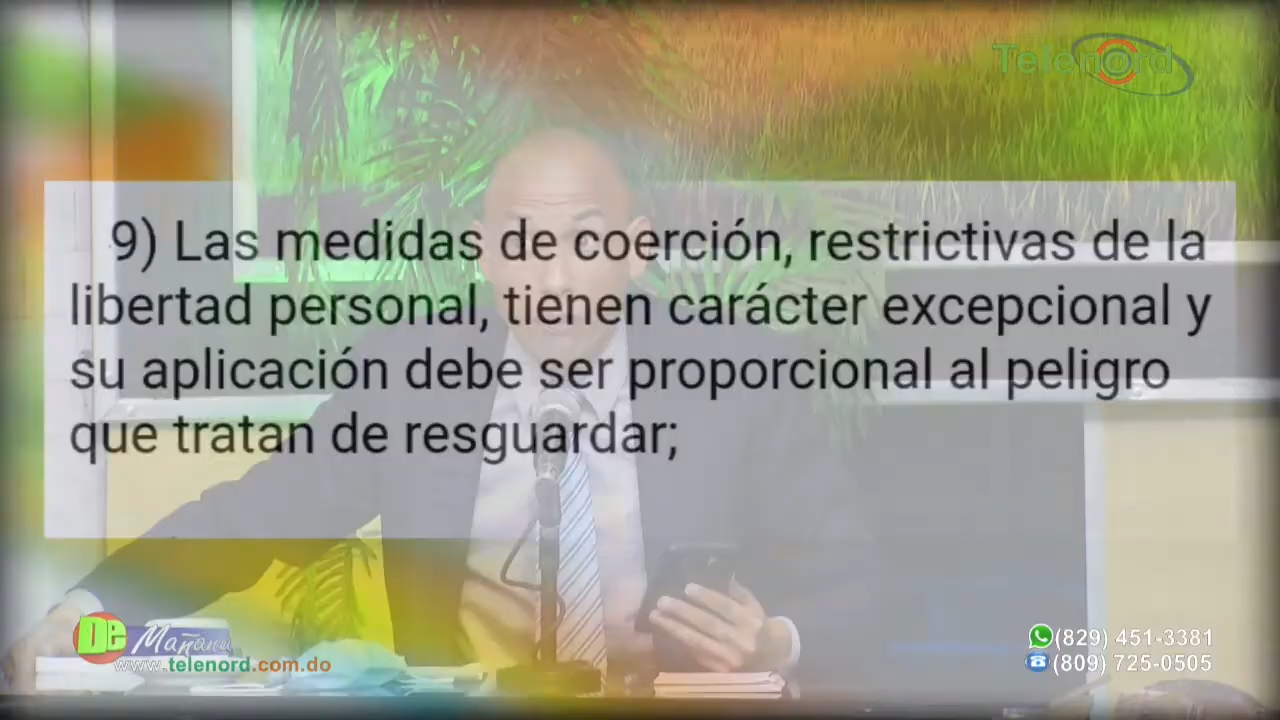 Telenord
9) Las medidas de coerción, restrictivas de la
libertad personal, tienen carácter excepcional y
su aplicación debe ser proporcional al peligro
que tratan de resguardar;
De Mañana
www.telenord.com.do
(829) 451-3381
(809) 725-0505